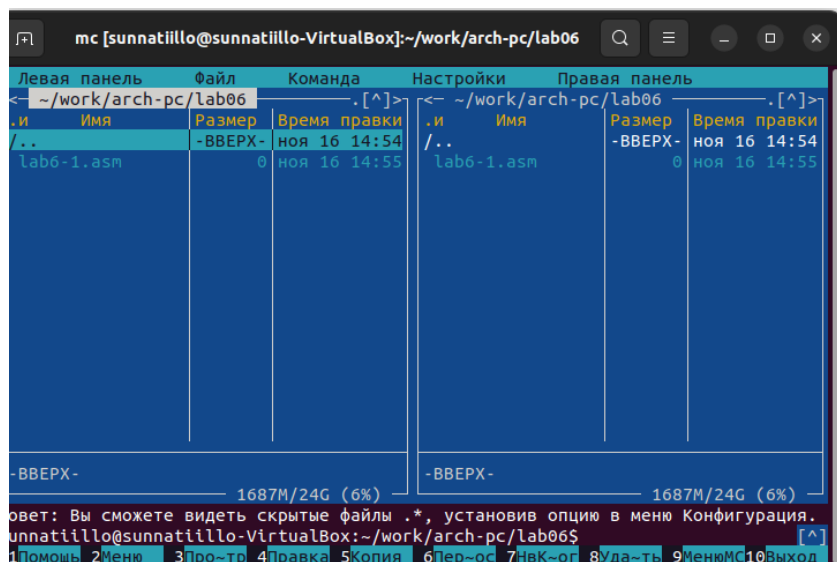 mc [sunnatiillo@sunnatiillo-VirtualBox]:~/work/arch-pc/lab06
Левая панель Файл Команда Настройки Правая панель
<─ ~/work/arch-pc/lab06 ─.[^]>┐ ┌<─ ~/work/arch-pc/lab06 ─.[^]>┐
.и Имя Размер Время правки .и Имя Размер Время правки
/.. -ВВЕРХ- ноя 16 14:54 /.. -ВВЕРХ- ноя 16 14:54
lab6-1.asm 0 ноя 16 14:55 lab6-1.asm 0 ноя 16 14:55
-ВВЕРХ- -ВВЕРХ-
1687M/24G (6%) 1687M/24G (6%)
овет: Вы сможете видеть скрытые файлы .*, установив опцию в меню Конфигурация.
unnatiillo@sunnatiillo-VirtualBox:~/work/arch-pc/lab06$ [^]
1Помощь 2Меню 3Про~тр 4Правка 5Копия 6Пер~ос 7НвК~ог 8Уда~ть 9МенюМС10Выход